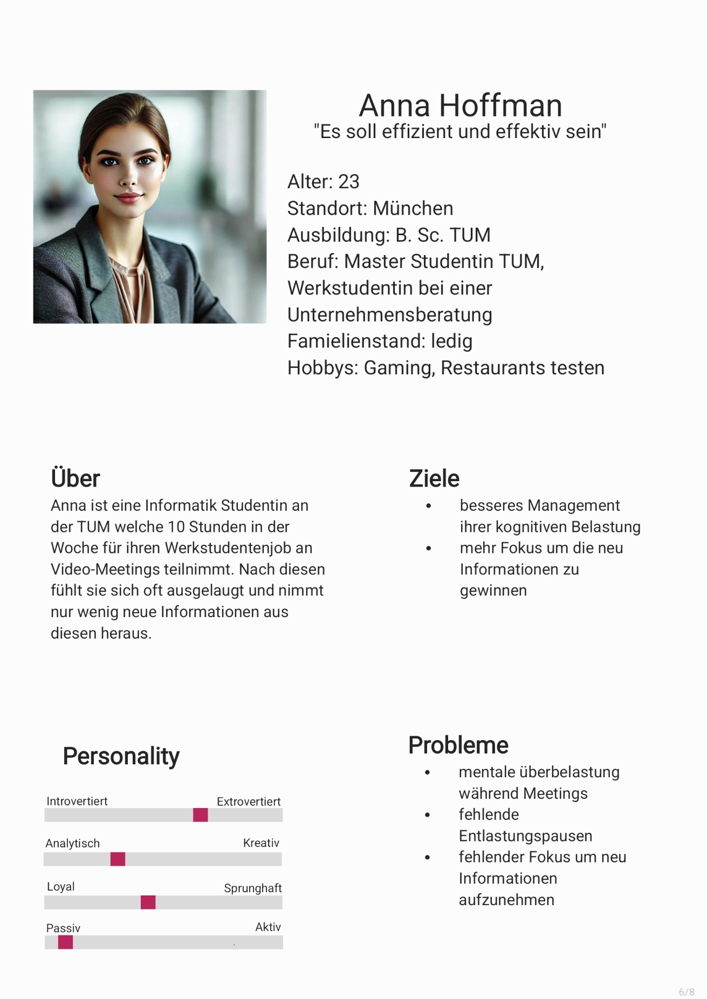 Anna Hoffman
"Es soll effizient und effektiv sein"
Alter: 23
Standort: München
Ausbildung: B. Sc. TUM
Beruf: Master Studentin TUM,
Werkstudentin bei einer
Unternehmensberatung
Famielienstand: ledig
Hobbys: Gaming, Restaurants testen
Über
Anna ist eine Informatik Studentin an
der TUM welche 10 Stunden in der
Woche für ihren Werkstudentenjob an
Video-Meetings teilnimmt. Nach diesen
fühlt sie sich oft ausgelaugt und nimmt
nur wenig neue Informationen aus
diesen heraus.
Ziele
• besseres Management
ihrer kognitiven Belastung
• mehr Fokus um die neu
Informationen zu
gewinnen
Personality
Introvertiert Extrovertiert
Analytisch Kreativ
Loyal Sprunghaft
Passiv Aktiv
Probleme
• mentale überbelastung
während Meetings
• fehlende
Entlastungspausen
• fehlender Fokus um neu
Informationen
aufzunehmen
6/8